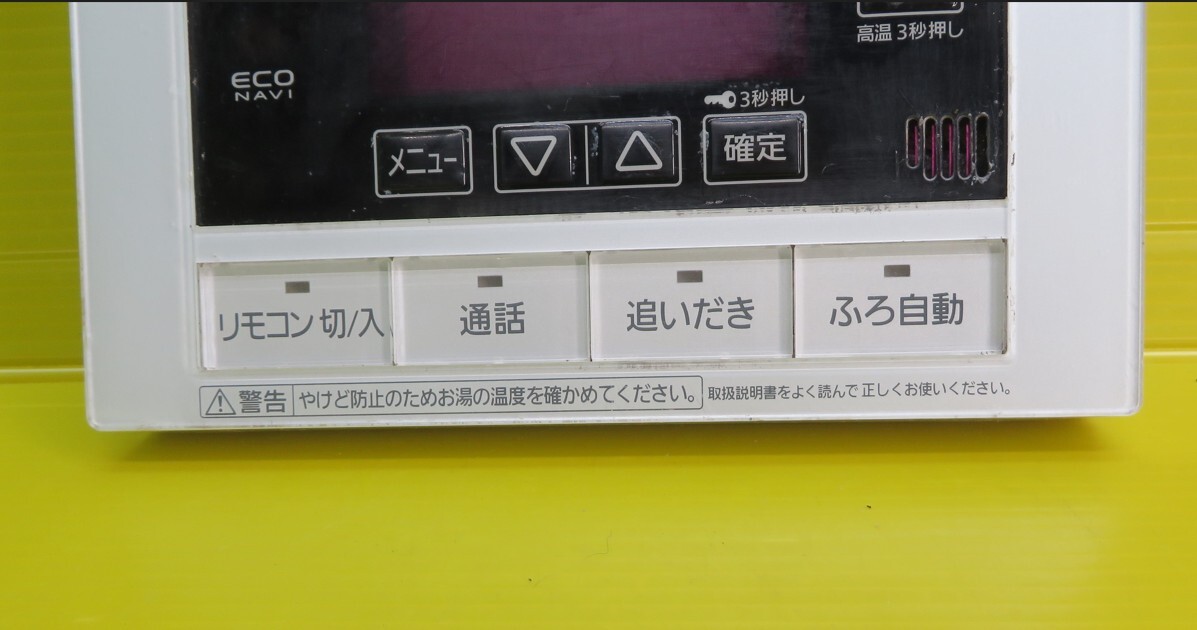 高温 3秒押し
ECO
NAVI
3秒押し
メニュー ▽ △ 確定
リモコン 切/入 通話 追いだき ふろ自動
警告 やけど防止のためお湯の温度を確かめてください。 取扱説明書をよく読んで 正しくお使いください。